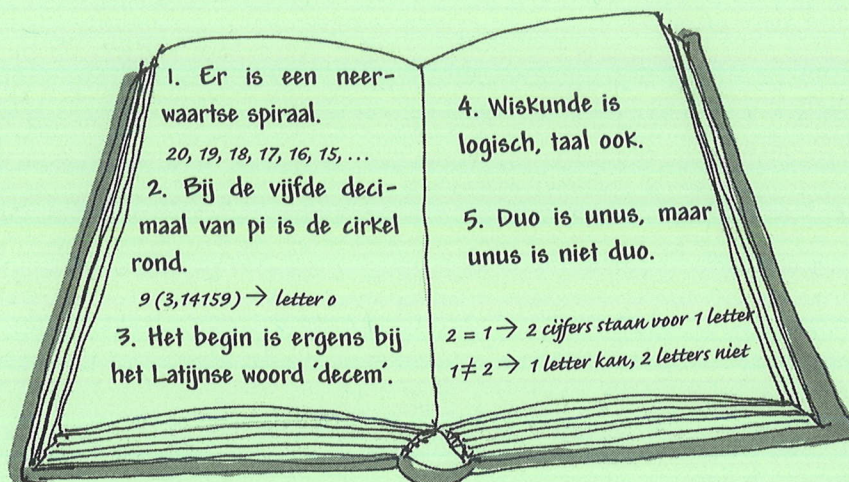 1. Er is een neer-
waartse spiraal.
20, 19, 18, 17, 16, 15, ...
2. Bij de vijfde deci-
maal van pi is de cirkel
rond.
9 (3,14159) → letter o
3. Het begin is ergens bij
het Latijnse woord 'decem'.
4. Wiskunde is
logisch, taal ook.
5. Duo is unus, maar
unus is niet duo.
2 = 1 → 2 cijfers staan voor 1 letter
1 ≠ 2 → 1 letter kan, 2 letters niet